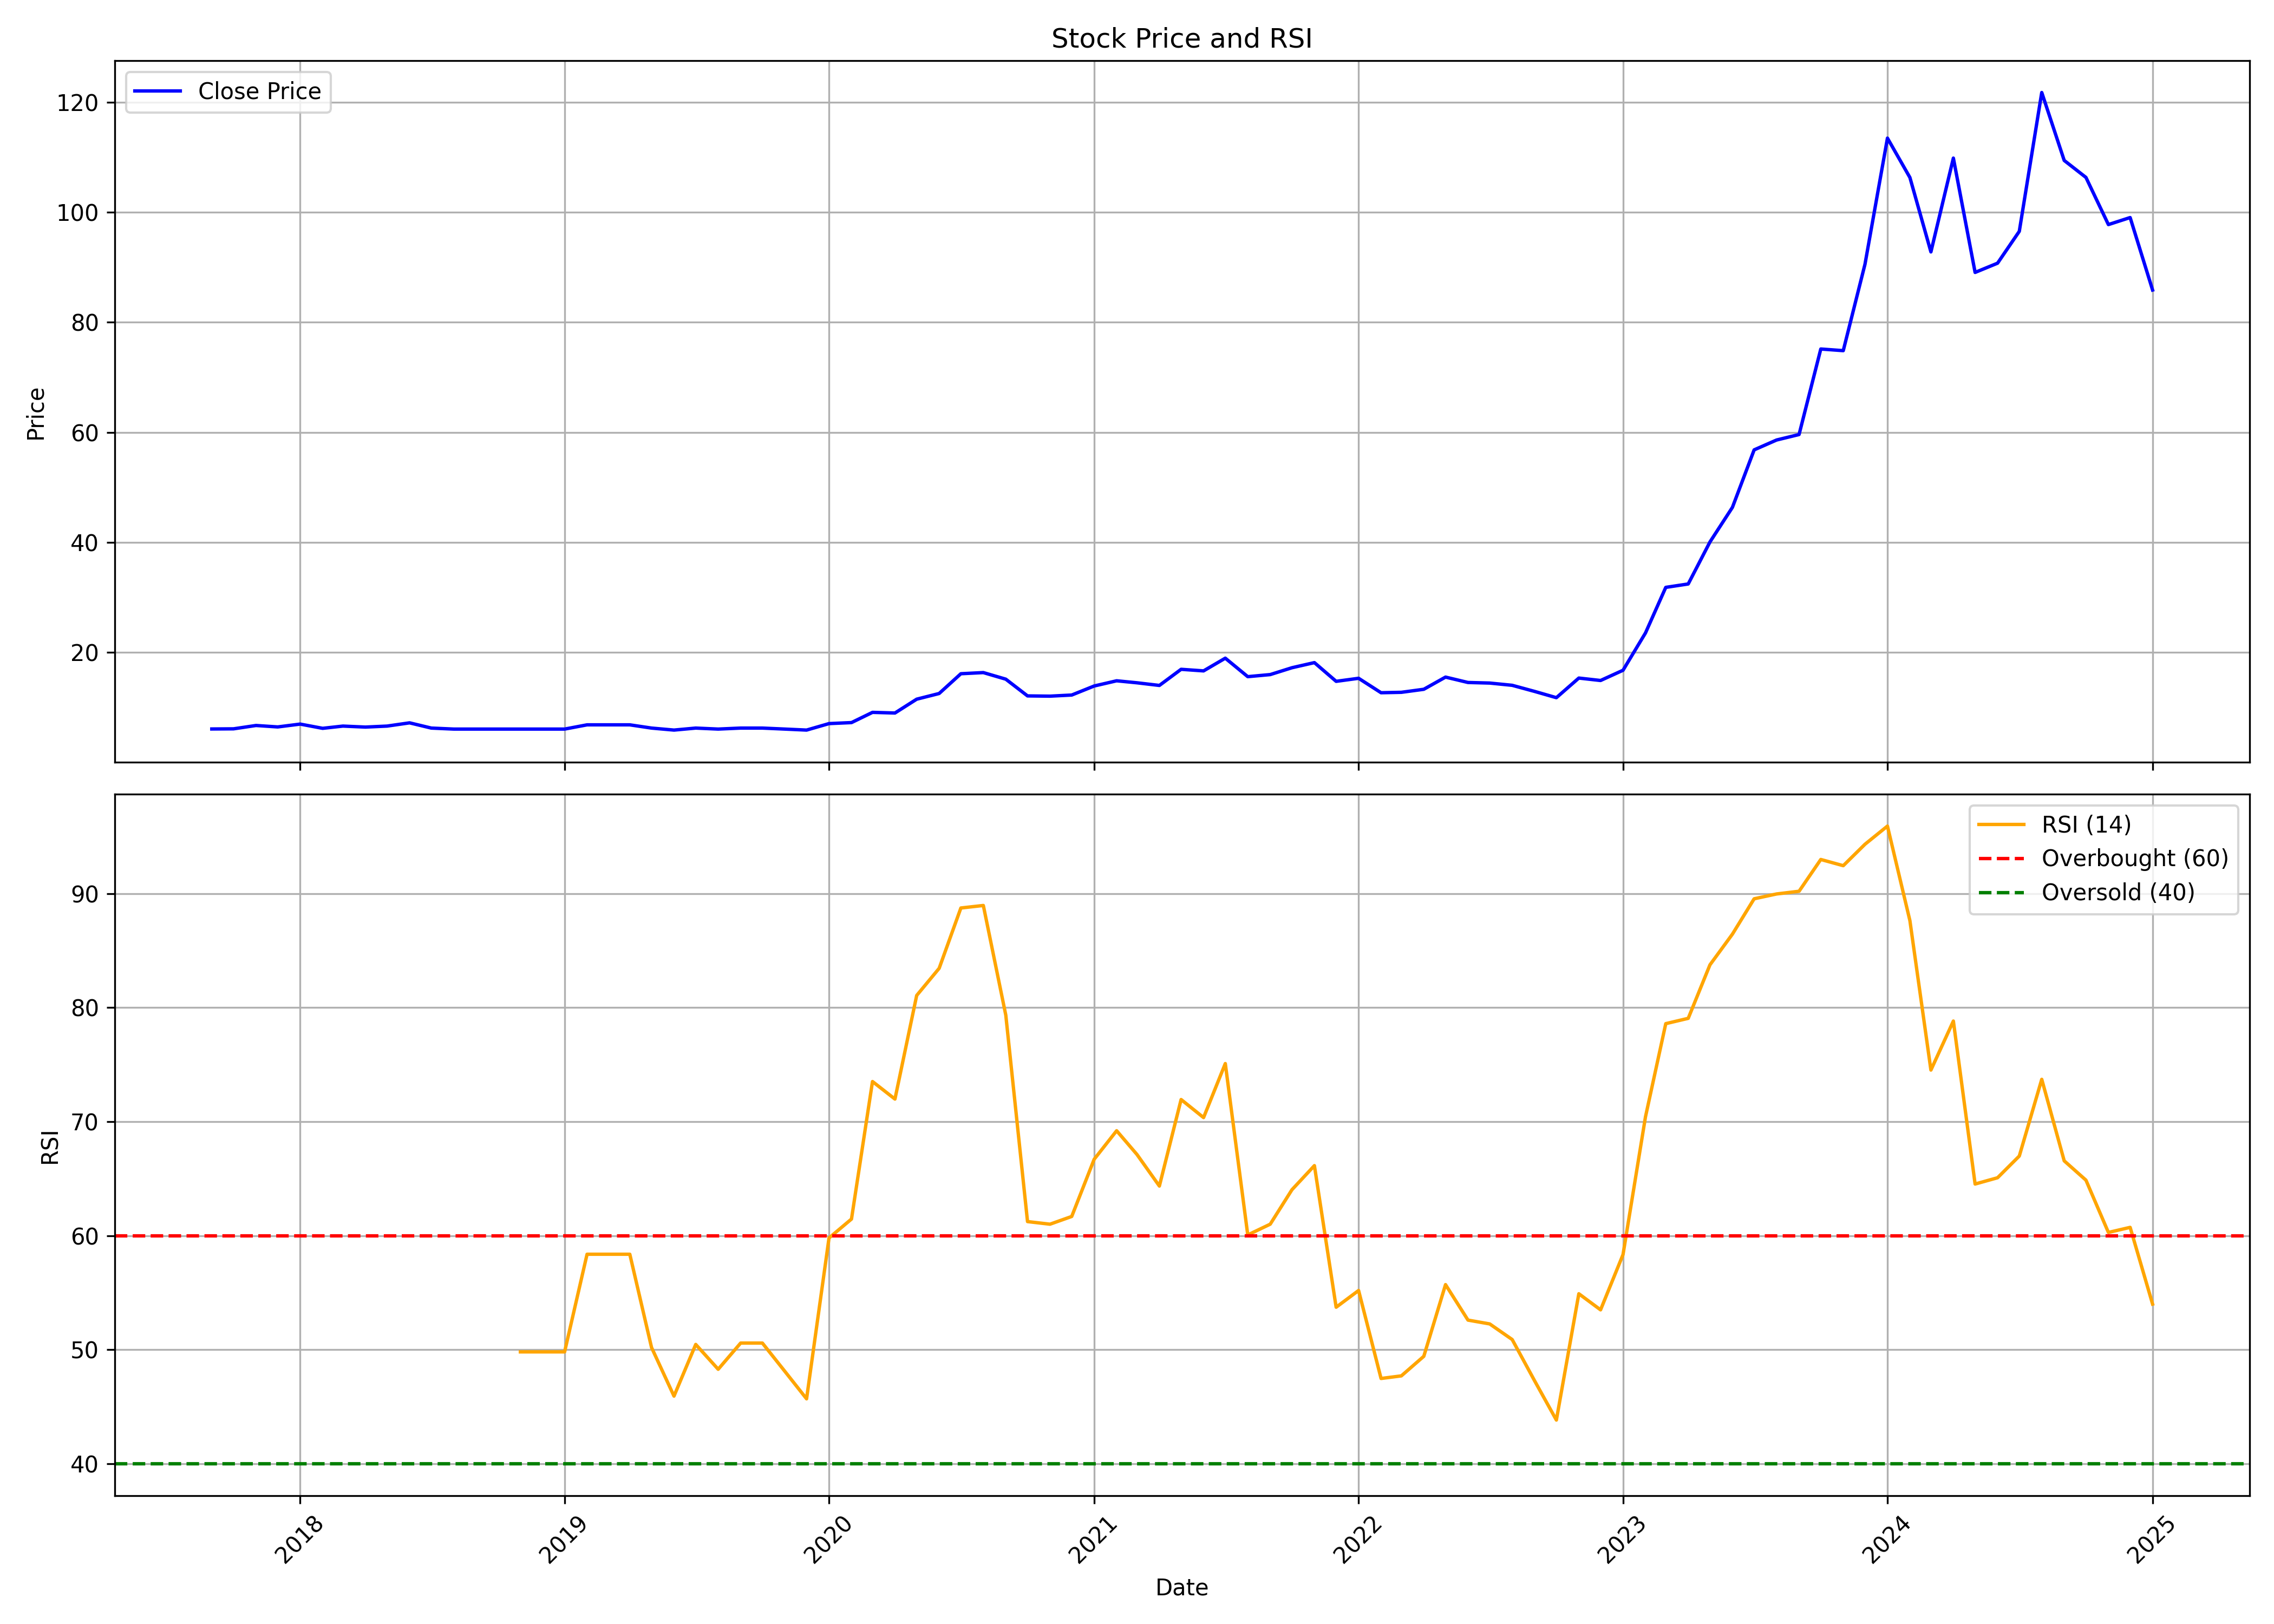 Stock Price and RSI
Close Price
120
100
80
60
40
20
Price
RSI (14)
Overbought (60)
Oversold (40)
90
80
70
60
50
40
RSI
2018
2019
2020
2021
2022
2023
2024
2025
Date